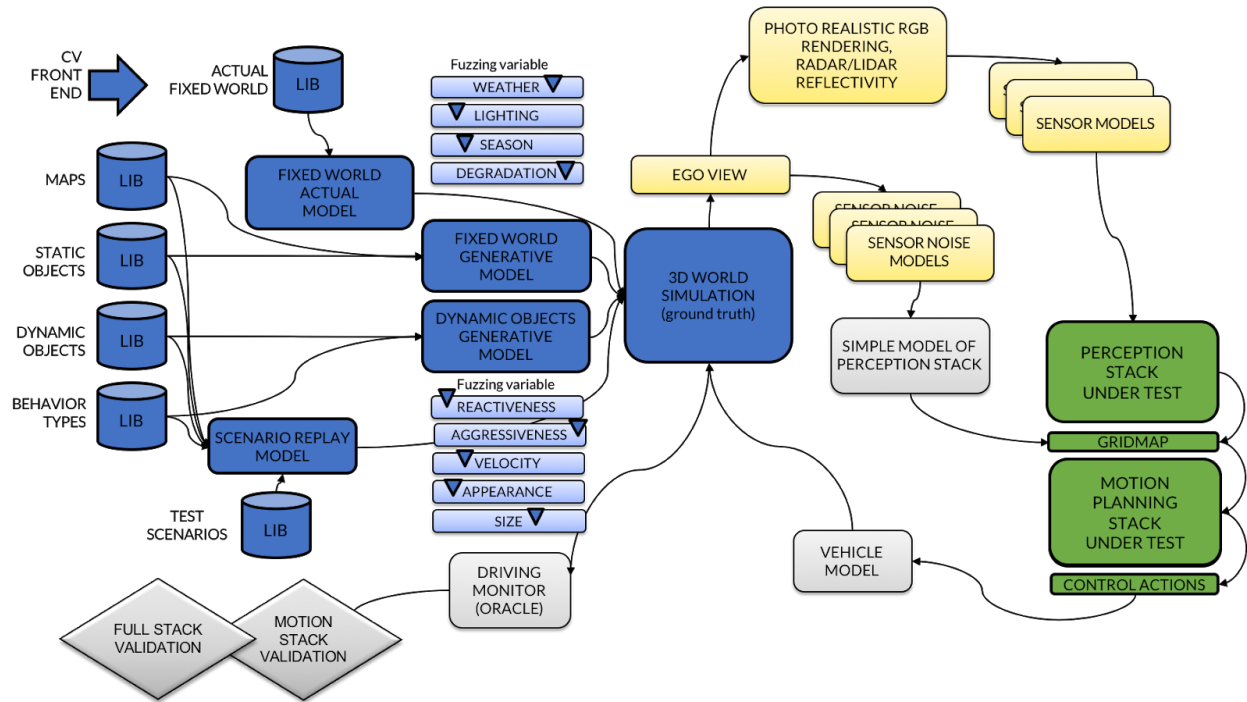 CV
FRONT
END
ACTUAL
FIXED WORLD
LIB
Fuzzing variable
WEATHER
LIGHTING
SEASON
DEGRADATION
PHOTO REALISTIC RGB
RENDERING,
RADAR/LIDAR
REFLECTIVITY
SENSOR MODELS
MAPS
LIB
FIXED WORLD
ACTUAL
MODEL
EGO VIEW
SENSOR NOISE
SENSOR NOISE
SENSOR NOISE
MODELS
STATIC
OBJECTS
LIB
FIXED WORLD
GENERATIVE
MODEL
3D WORLD
SIMULATION
(ground truth)
DYNAMIC
OBJECTS
LIB
DYNAMIC OBJECTS
GENERATIVE
MODEL
SIMPLE MODEL OF
PERCEPTION STACK
PERCEPTION
STACK
UNDER TEST
BEHAVIOR
TYPES
LIB
Fuzzing variable
REACTIVENESS
AGGRESSIVENESS
VELOCITY
APPEARANCE
SIZE
SCENARIO REPLAY
MODEL
GRIDMAP
MOTION
PLANNING
STACK
UNDER TEST
TEST
SCENARIOS
LIB
CONTROL ACTIONS
VEHICLE
MODEL
DRIVING
MONITOR
(ORACLE)
FULL STACK
VALIDATION
MOTION
STACK
VALIDATION